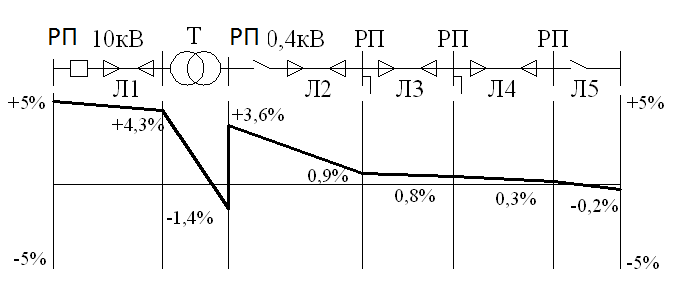 РП 10кВ Т РП 0,4кВ РП РП РП
Л1 Л2 Л3 Л4 Л5
+5% +5%
+4,3% +3,6%
0,9%
0,8% 0,3% -0,2%
-1,4%
-5% -5%